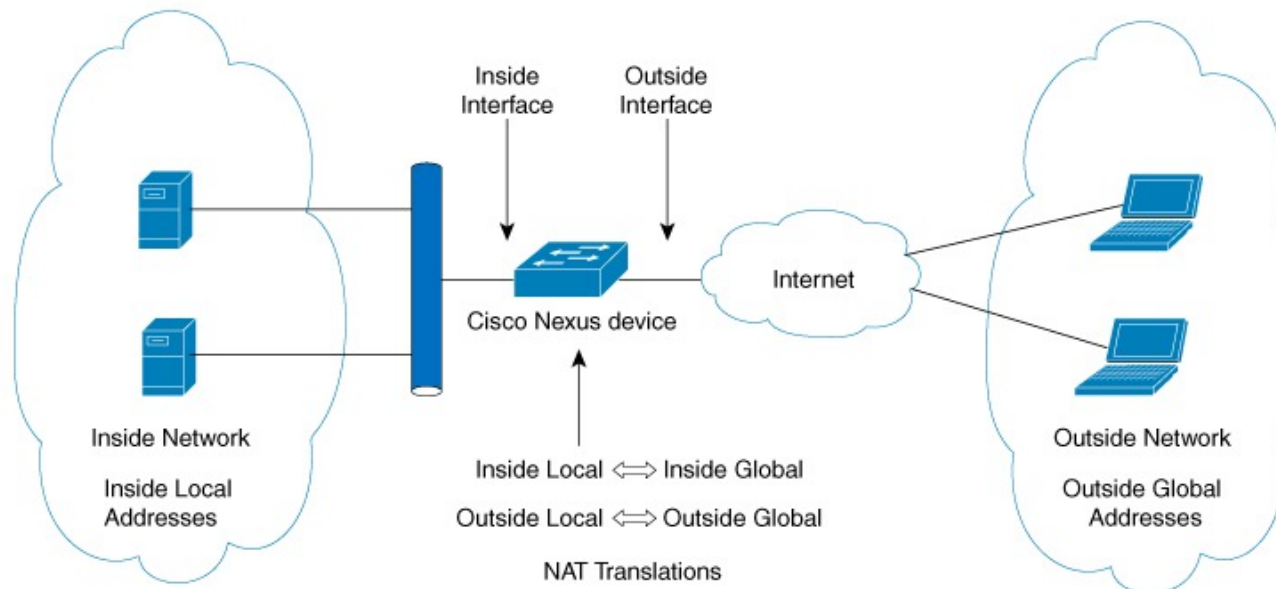 Inside
Interface
Outside
Interface
Internet
Cisco Nexus device
Inside Network
Inside Local
Addresses
Outside Network
Outside Global
Addresses
Inside Local ⇔ Inside Global
Outside Local ⇔ Outside Global
NAT Translations